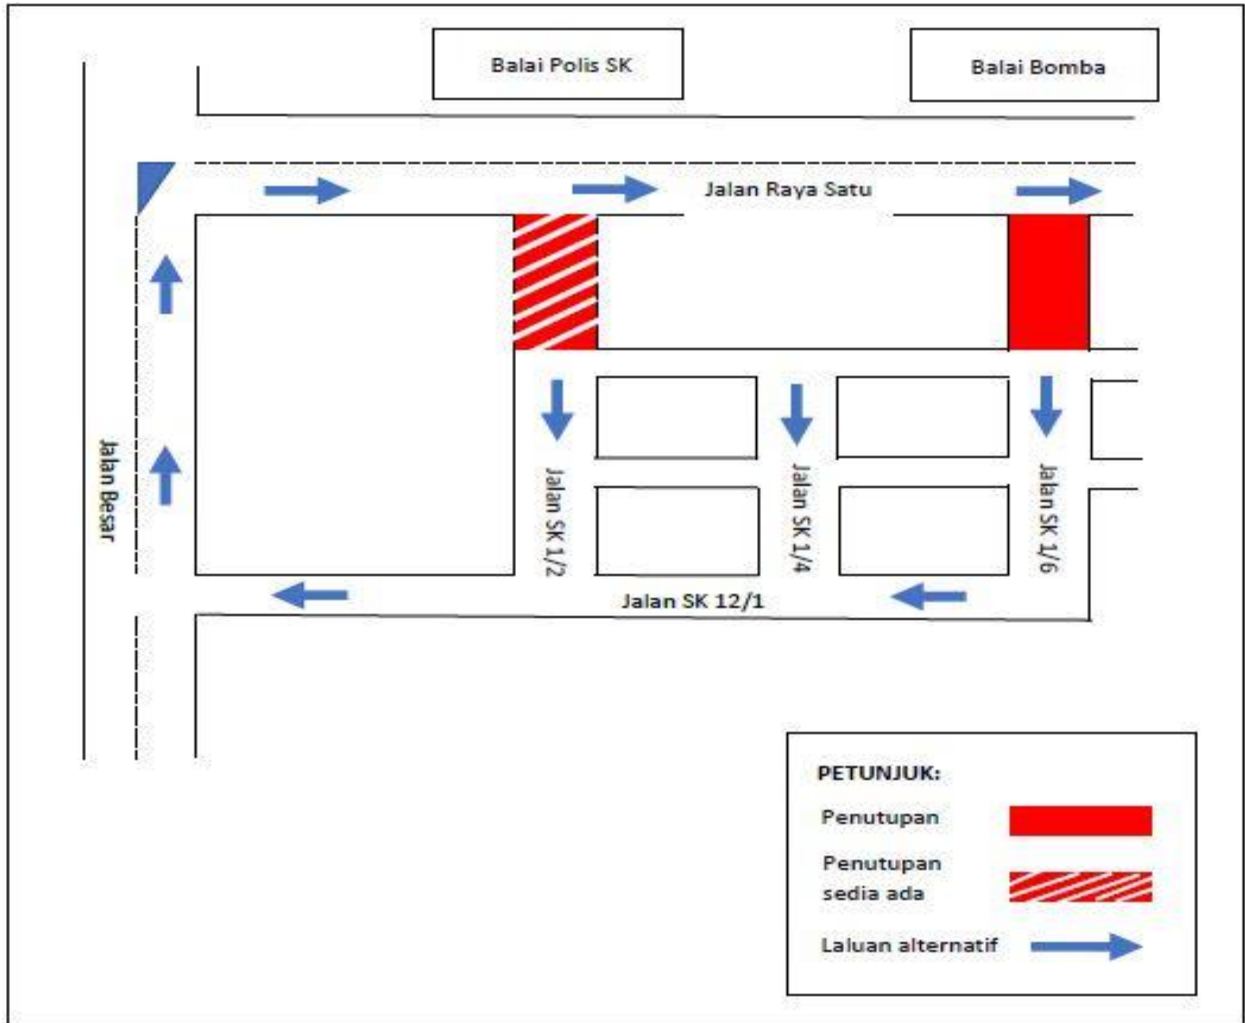 Balai Polis SK
Balai Bomba
Jalan Raya Satu
Jalan Besar
Jalan SK 1/2
Jalan SK 1/4
Jalan SK 1/6
Jalan SK 12/1
PETUNJUK:
Penutupan
Penutupan
sedia ada
Laluan alternatif